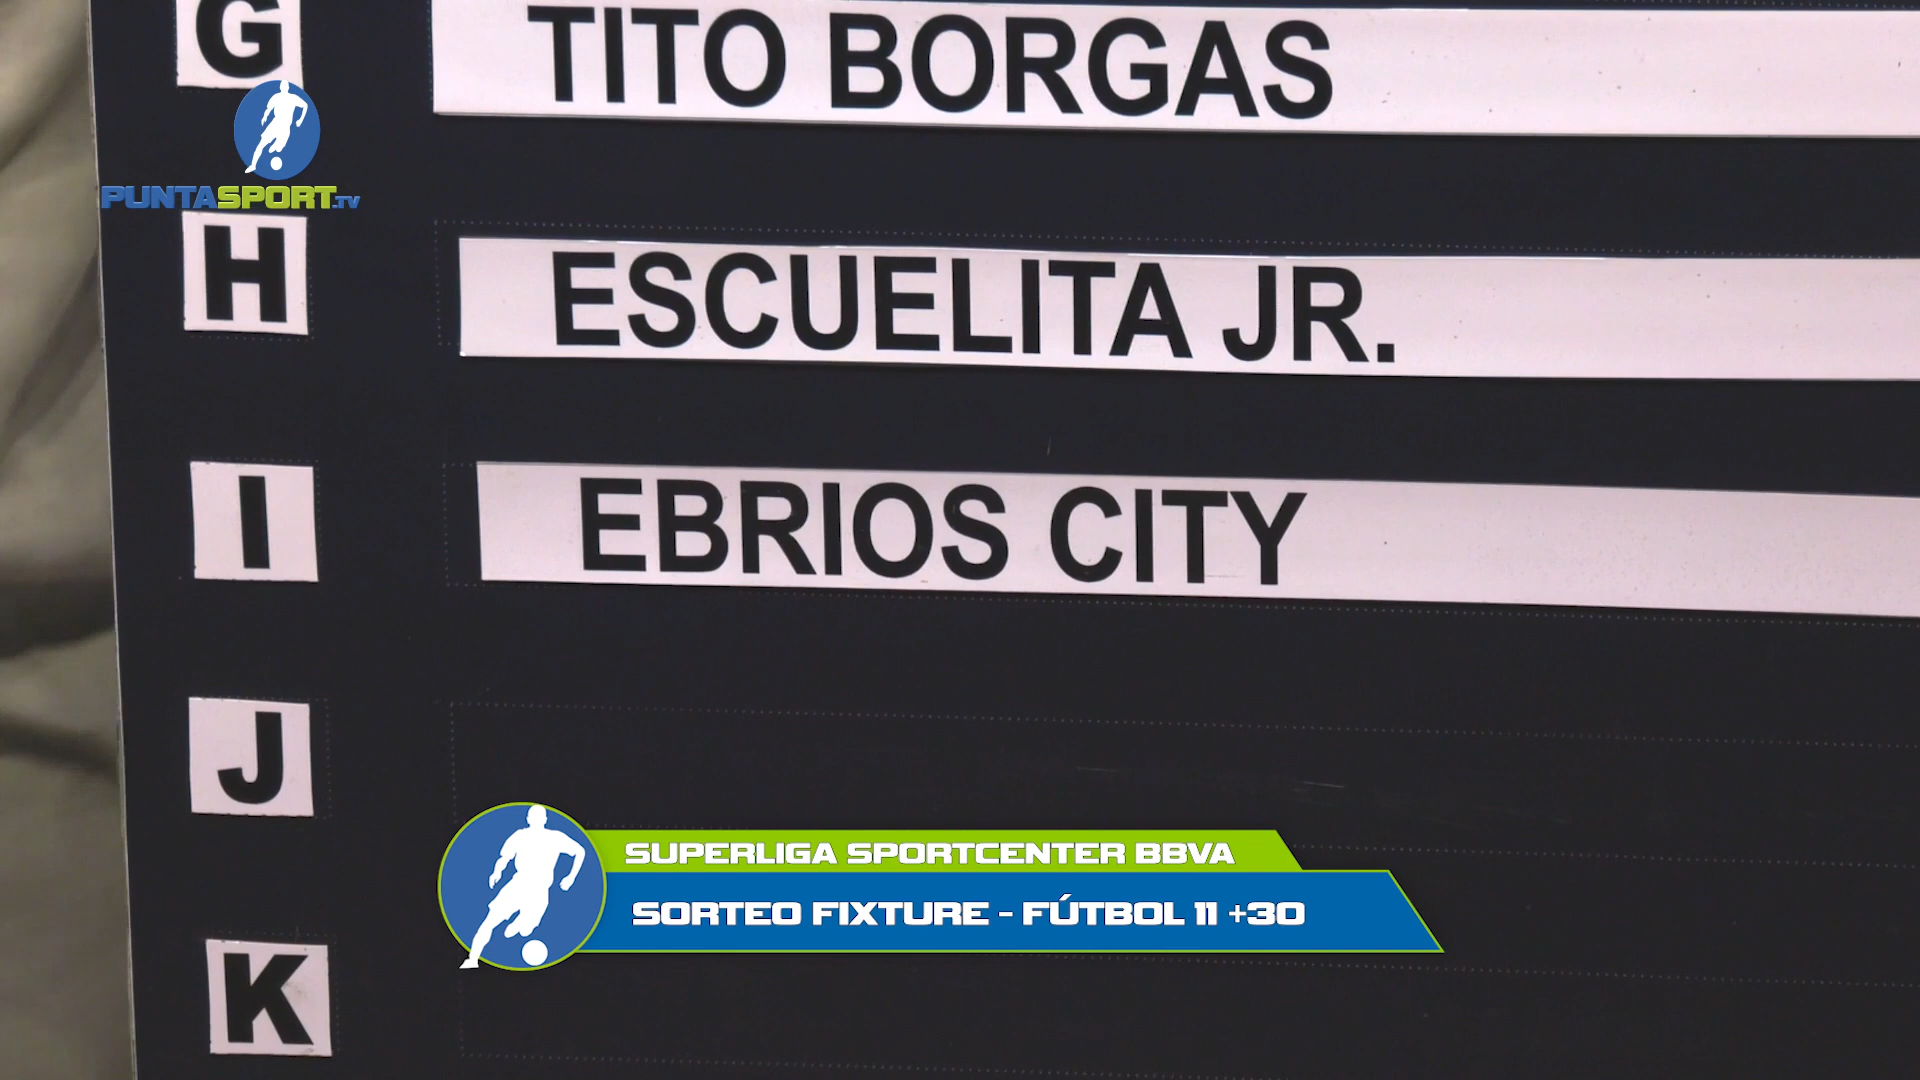 G TITO BORGAS
PUNTASPORT.TV
H ESCUELITA JR.
I EBRIOS CITY
J
SUPERLIGA SPORTCENTER BBVA
SORTEO FIXTURE - FÚTBOL 11 +30
K